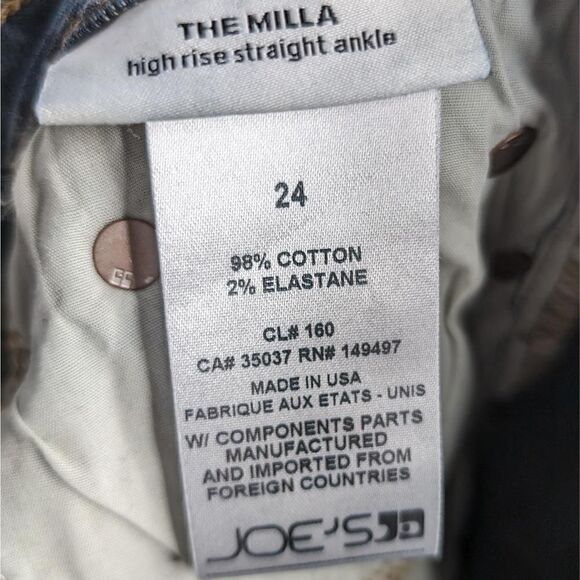 THE MILLA
high rise straight ankle
24
98% COTTON
2% ELASTANE
CL# 160
CA# 35037 RN# 149497
MADE IN USA
FABRIQUE AUX ETATS - UNIS
W/ COMPONENTS PARTS
MANUFACTURED
AND IMPORTED FROM
FOREIGN COUNTRIES
JOE'S